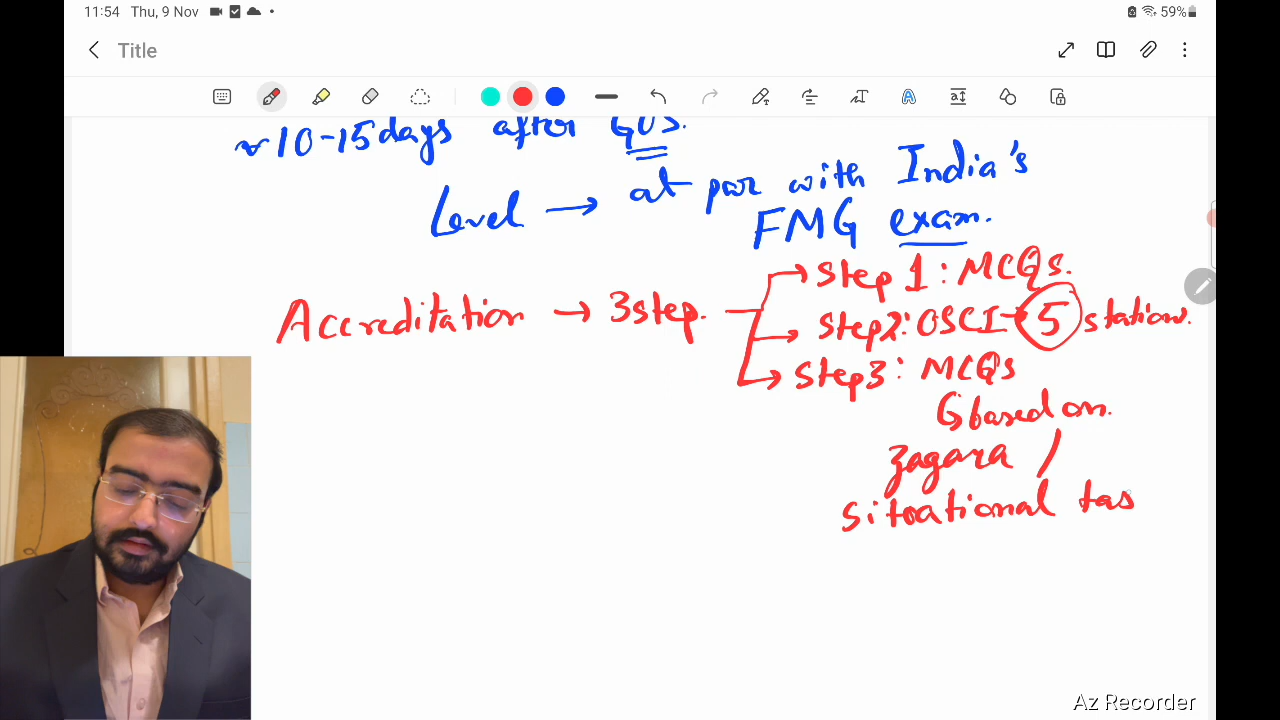 11:54 Thu, 9 Nov
59%
Title
~10-15 days after GOS.
Level → at par with India's
FMG exam.
Accreditation → 3 step.
→ Step 1: MCQs.
→ Step 2: OSCI → 5 stations.
→ Step 3: MCQs
based on
zagara /
sitoational tas
Az Recorder